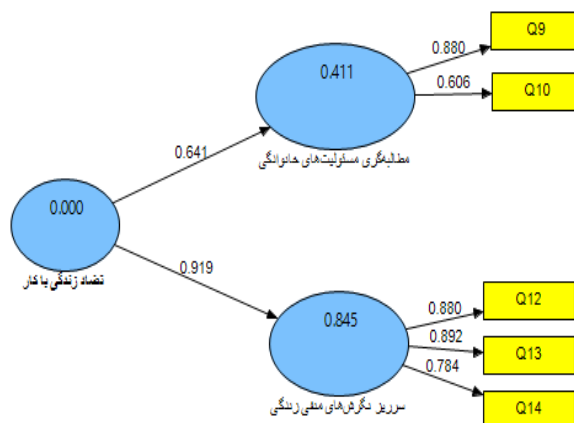 Q9
0.880
0.411
0.606
Q10
مطالبه‌گری مسئولیت‌های خانوادگی
0.641
0.000
تضاد زندگی با کار
0.919
0.845
0.880
Q12
0.892
Q13
0.784
Q14
سرریز نگرش‌های منفی زندگی